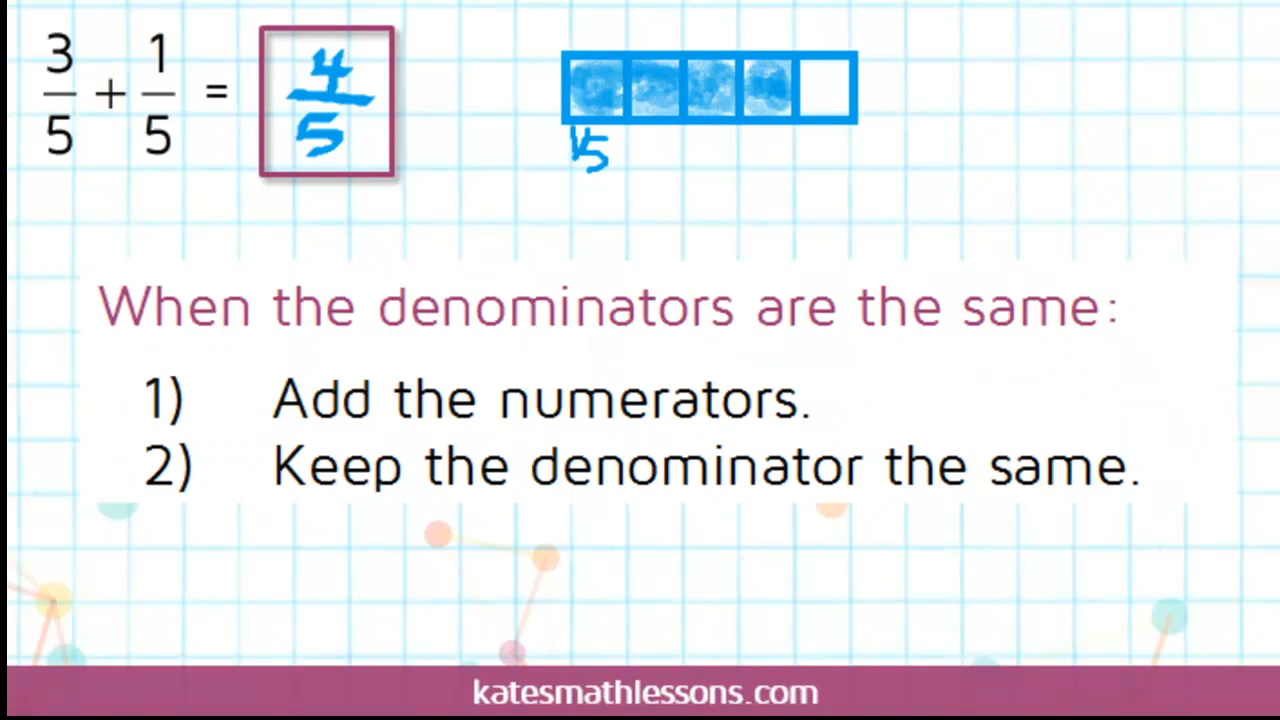 3/5 + 1/5 = 4/5
1/5
When the denominators are the same:
1) Add the numerators.
2) Keep the denominator the same.
katesmathlessons.com